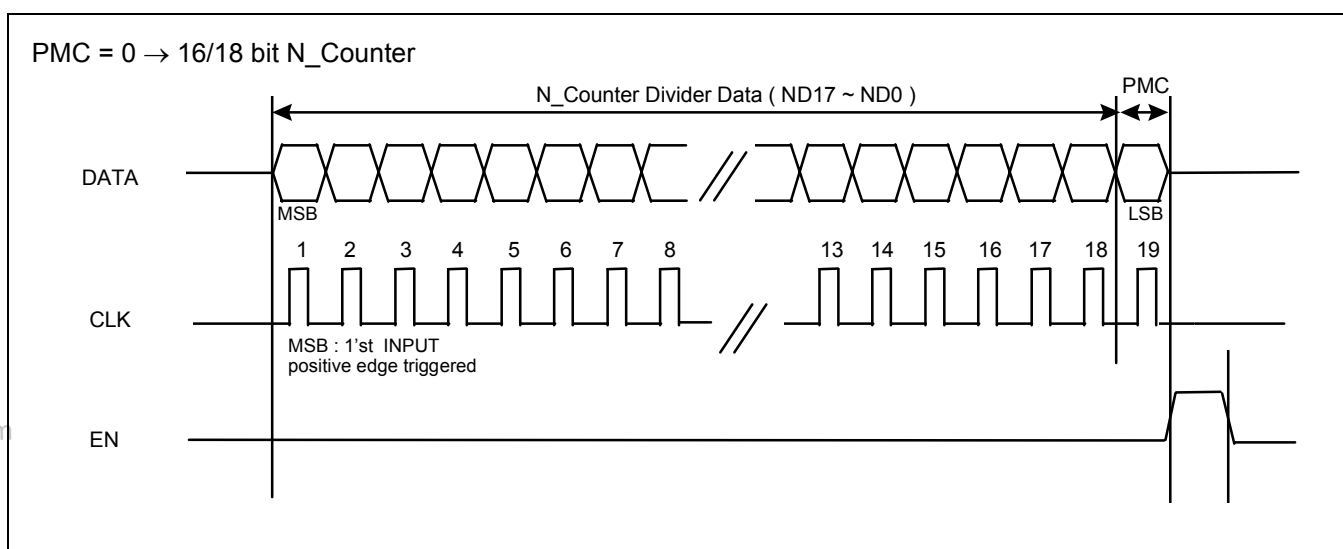 PMC = 0 → 16/18 bit N_Counter
N_Counter Divider Data ( ND17 ~ ND0 )
PMC
DATA
MSB
LSB
1 2 3 4 5 6 7 8 13 14 15 16 17 18 19
CLK
MSB : 1'st INPUT
positive edge triggered
m
EN